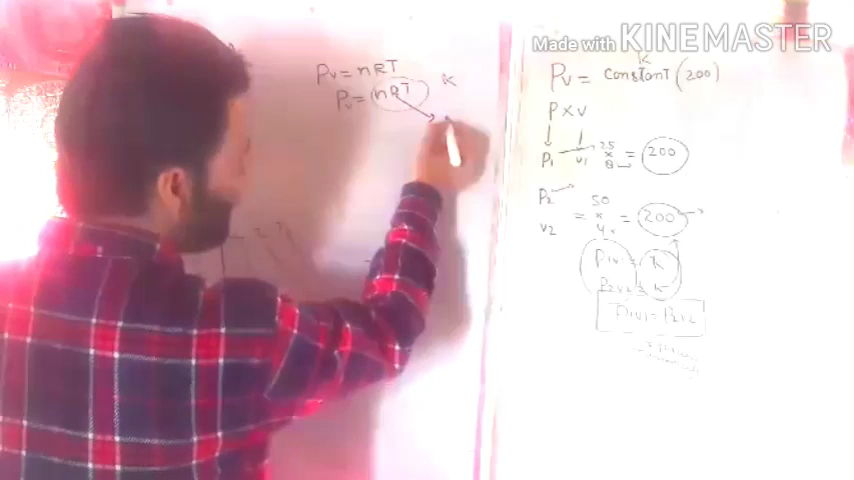 Made with KINEMASTER
Pv = nRT
Pv = nRT
K
K
Pv = constant (200)
P x v
P1 v1 25 x 8 = 200
P2
v2 = 50 x 4 = 200
P1v1 = K
P2v2 = K
P1v1 = P2v2